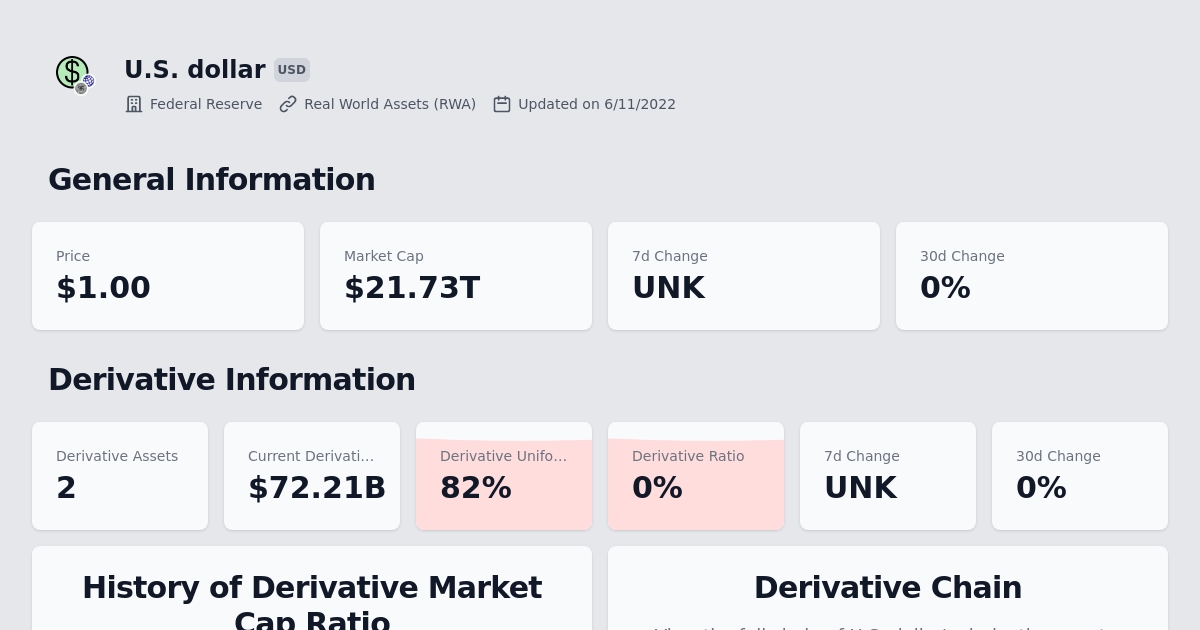 U.S. dollar USD
Federal Reserve Real World Assets (RWA) Updated on 6/11/2022
General Information
Price Market Cap 7d Change 30d Change
$1.00 $21.73T UNK 0%
Derivative Information
Derivative Assets Current Derivati... Derivative Unifo... Derivative Ratio 7d Change 30d Change
2 $72.21B 82% 0% UNK 0%
History of Derivative Market Derivative Chain
Cap Ratio